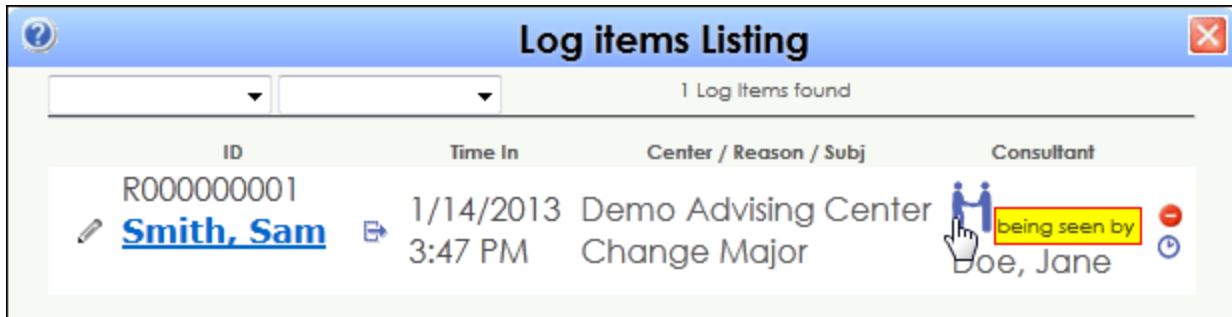 Log items Listing
1 Log Items found
ID Time In Center / Reason / Subj Consultant
R000000001
Smith, Sam
1/14/2013
3:47 PM
Demo Advising Center
Change Major
being seen by
Doe, Jane